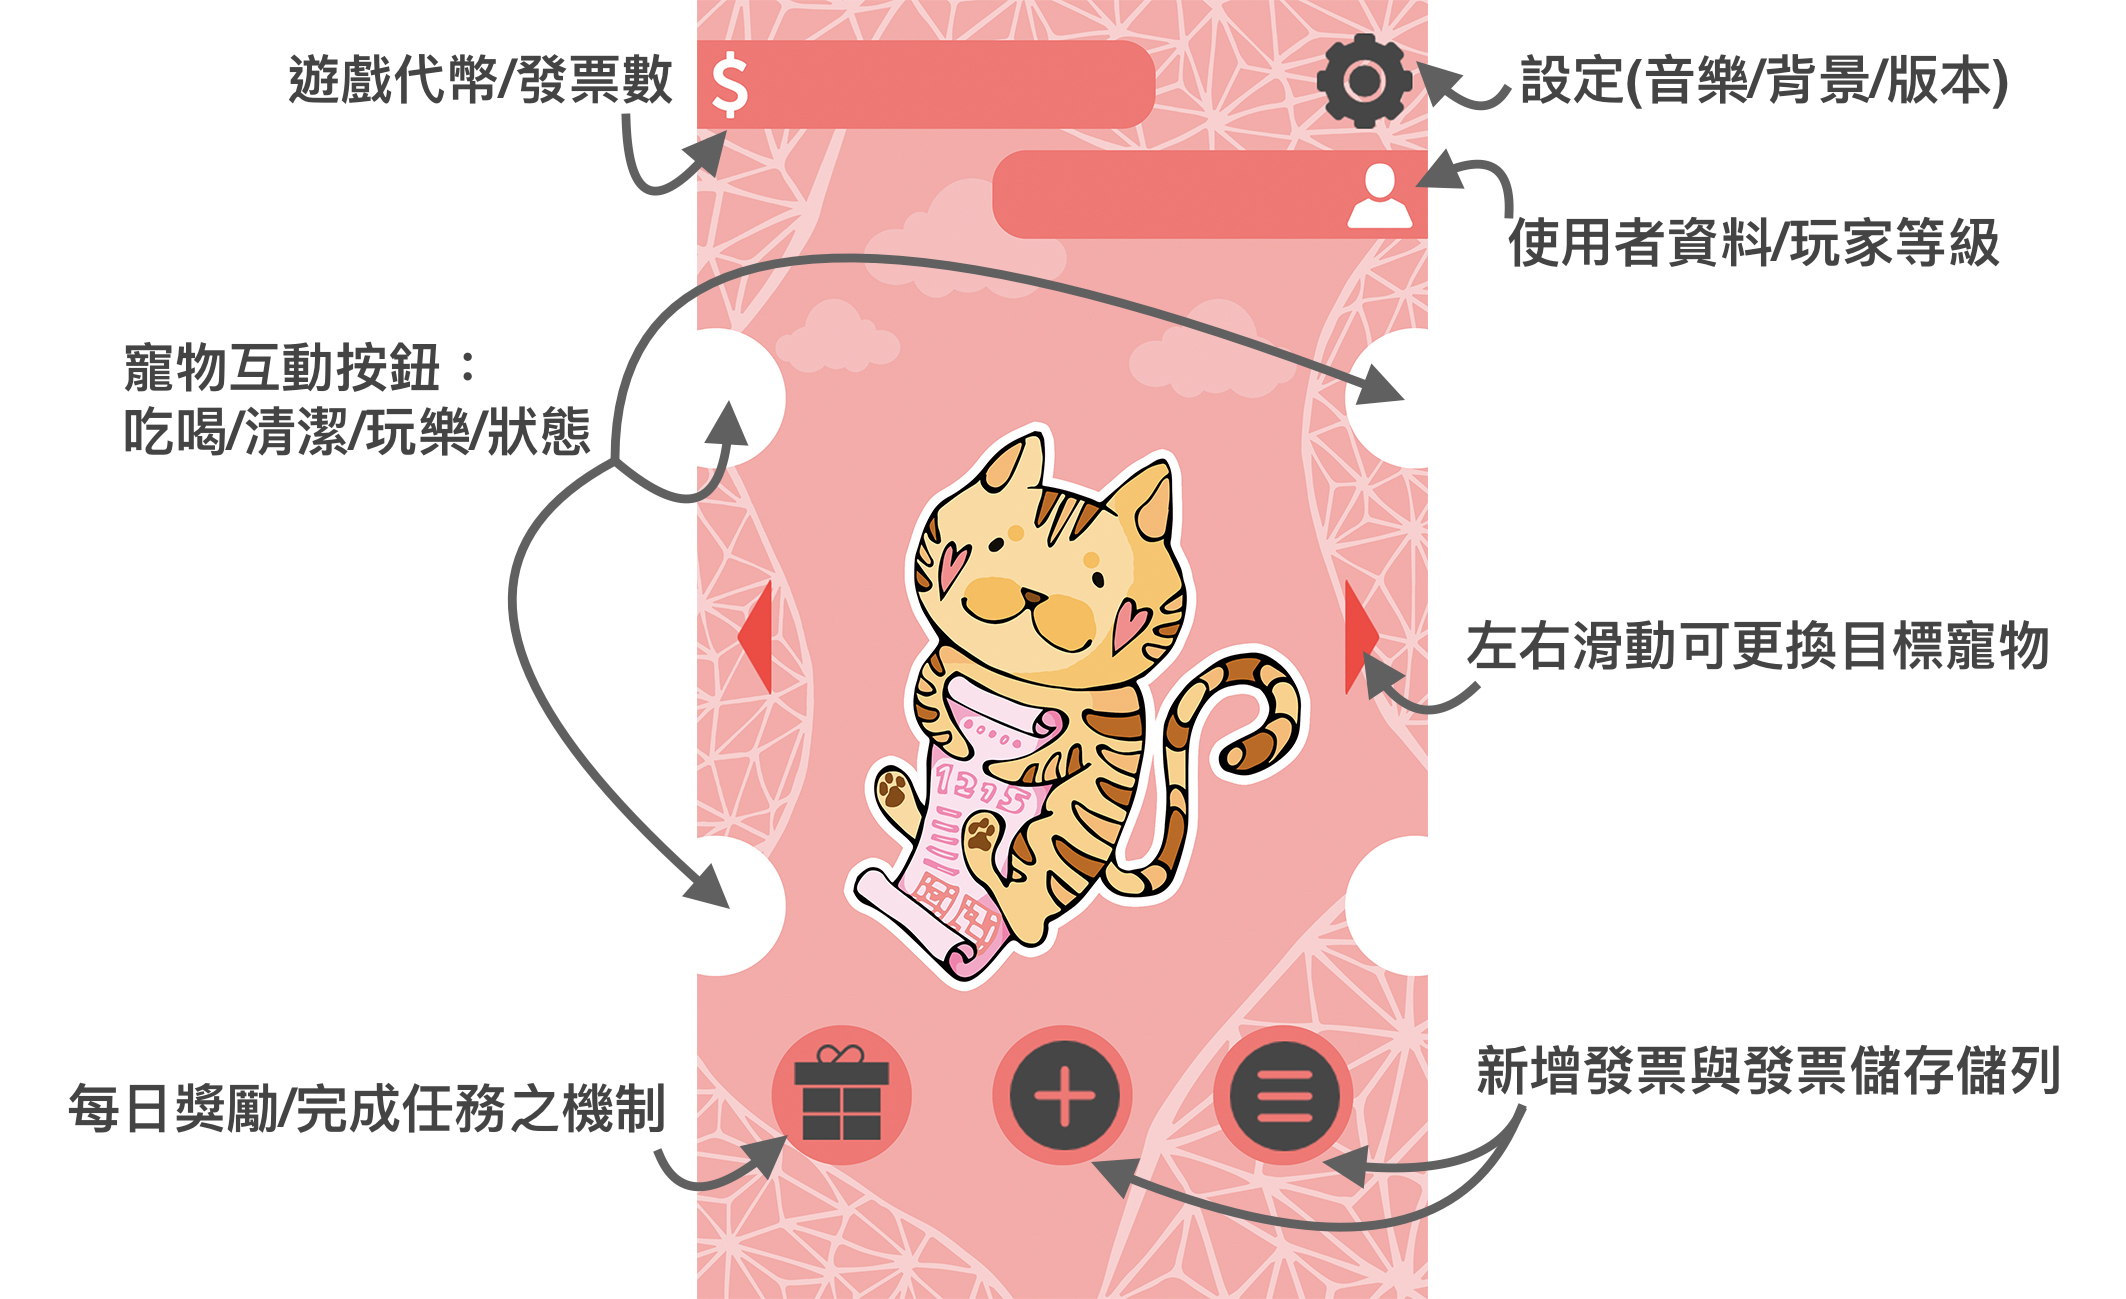 遊戲代幣/發票數
$
設定(音樂/背景/版本)
使用者資料/玩家等級
寵物互動按鈕：
吃喝/清潔/玩樂/狀態
左右滑動可更換目標寵物
1215
新增發票與發票儲存儲列
每日獎勵/完成任務之機制